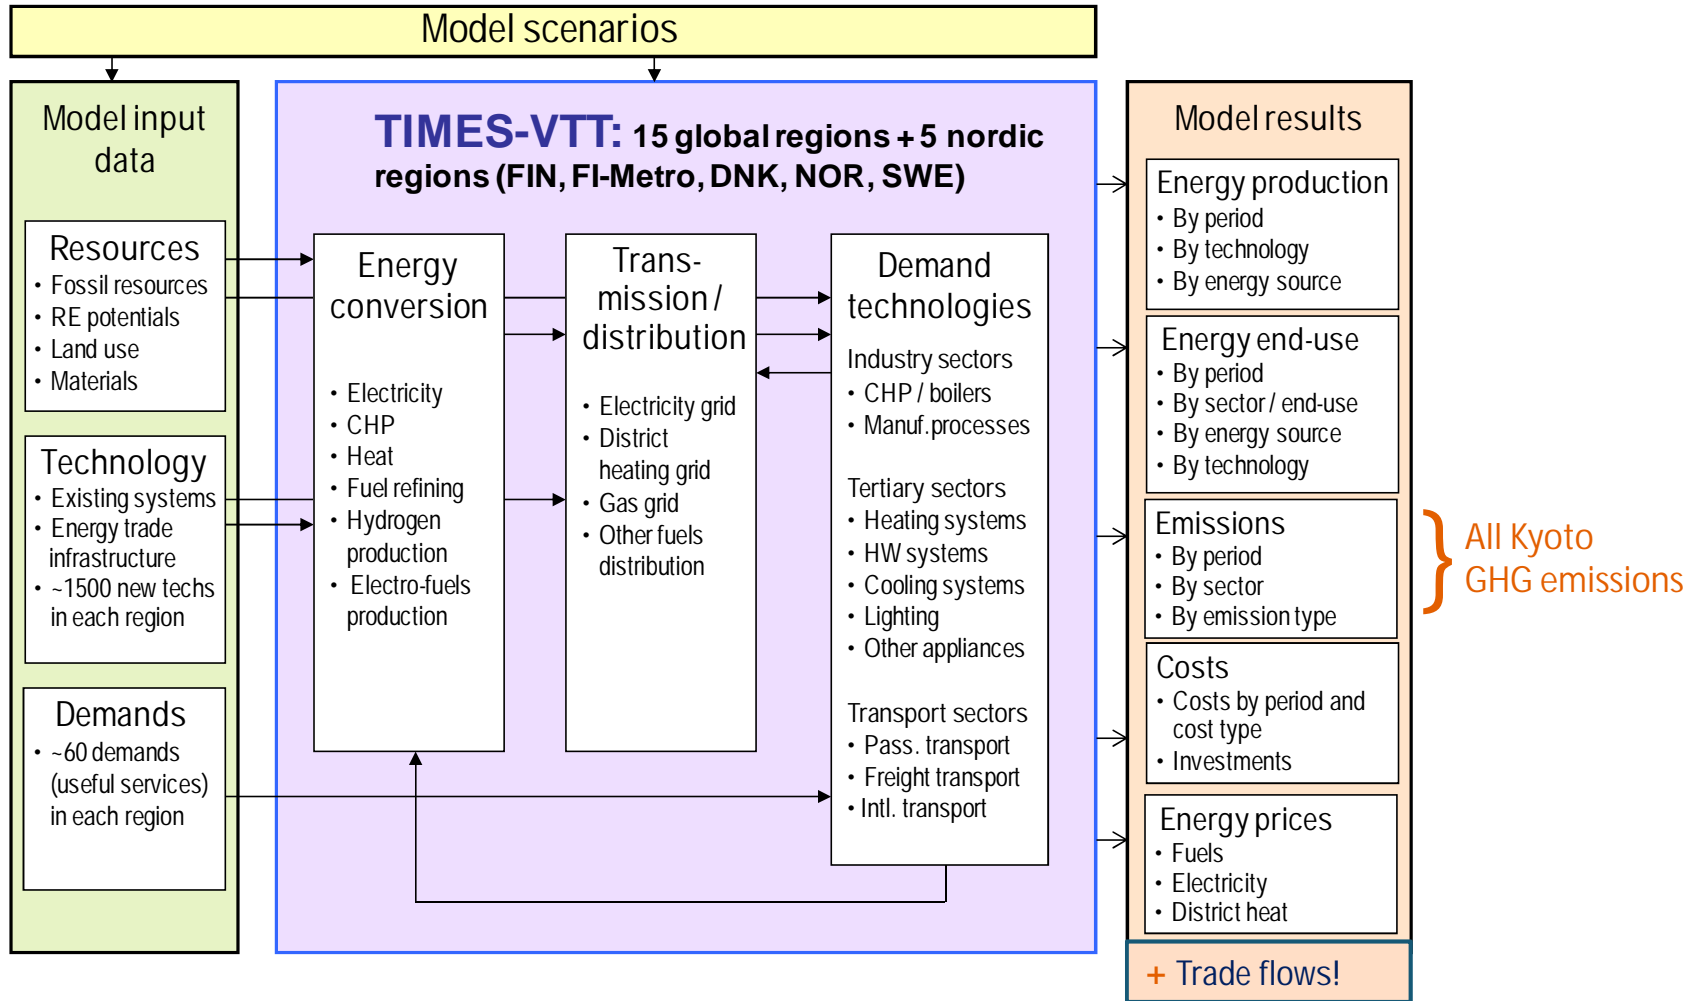 Model scenarios
Model input
data
Resources
• Fossil resources
• RE potentials
• Land use
• Materials
Technology
• Existing systems
• Energy trade
infrastructure
• ~1500 new techs
in each region
Demands
• ~60 demands
(useful services)
in each region
TIMES-VTT: 15 global regions + 5 nordic
regions (FIN, FI-Metro, DNK, NOR, SWE)
Energy
conversion
• Electricity
• CHP
• Heat
• Fuel refining
• Hydrogen
production
• Electro-fuels
production
Trans-
mission /
distribution
• Electricity grid
• District
heating grid
• Gas grid
• Other fuels
distribution
Demand
technologies
Industry sectors
• CHP / boilers
• Manuf.processes
Tertiary sectors
• Heating systems
• HW systems
• Cooling systems
• Lighting
• Other appliances
Transport sectors
• Pass. transport
• Freight transport
• Intl. transport
Model results
Energy production
• By period
• By technology
• By energy source
Energy end-use
• By period
• By sector / end-use
• By energy source
• By technology
Emissions
• By period
• By sector
• By emission type
Costs
• Costs by period and
cost type
• Investments
Energy prices
• Fuels
• Electricity
• District heat
+ Trade flows!
All Kyoto
GHG emissions